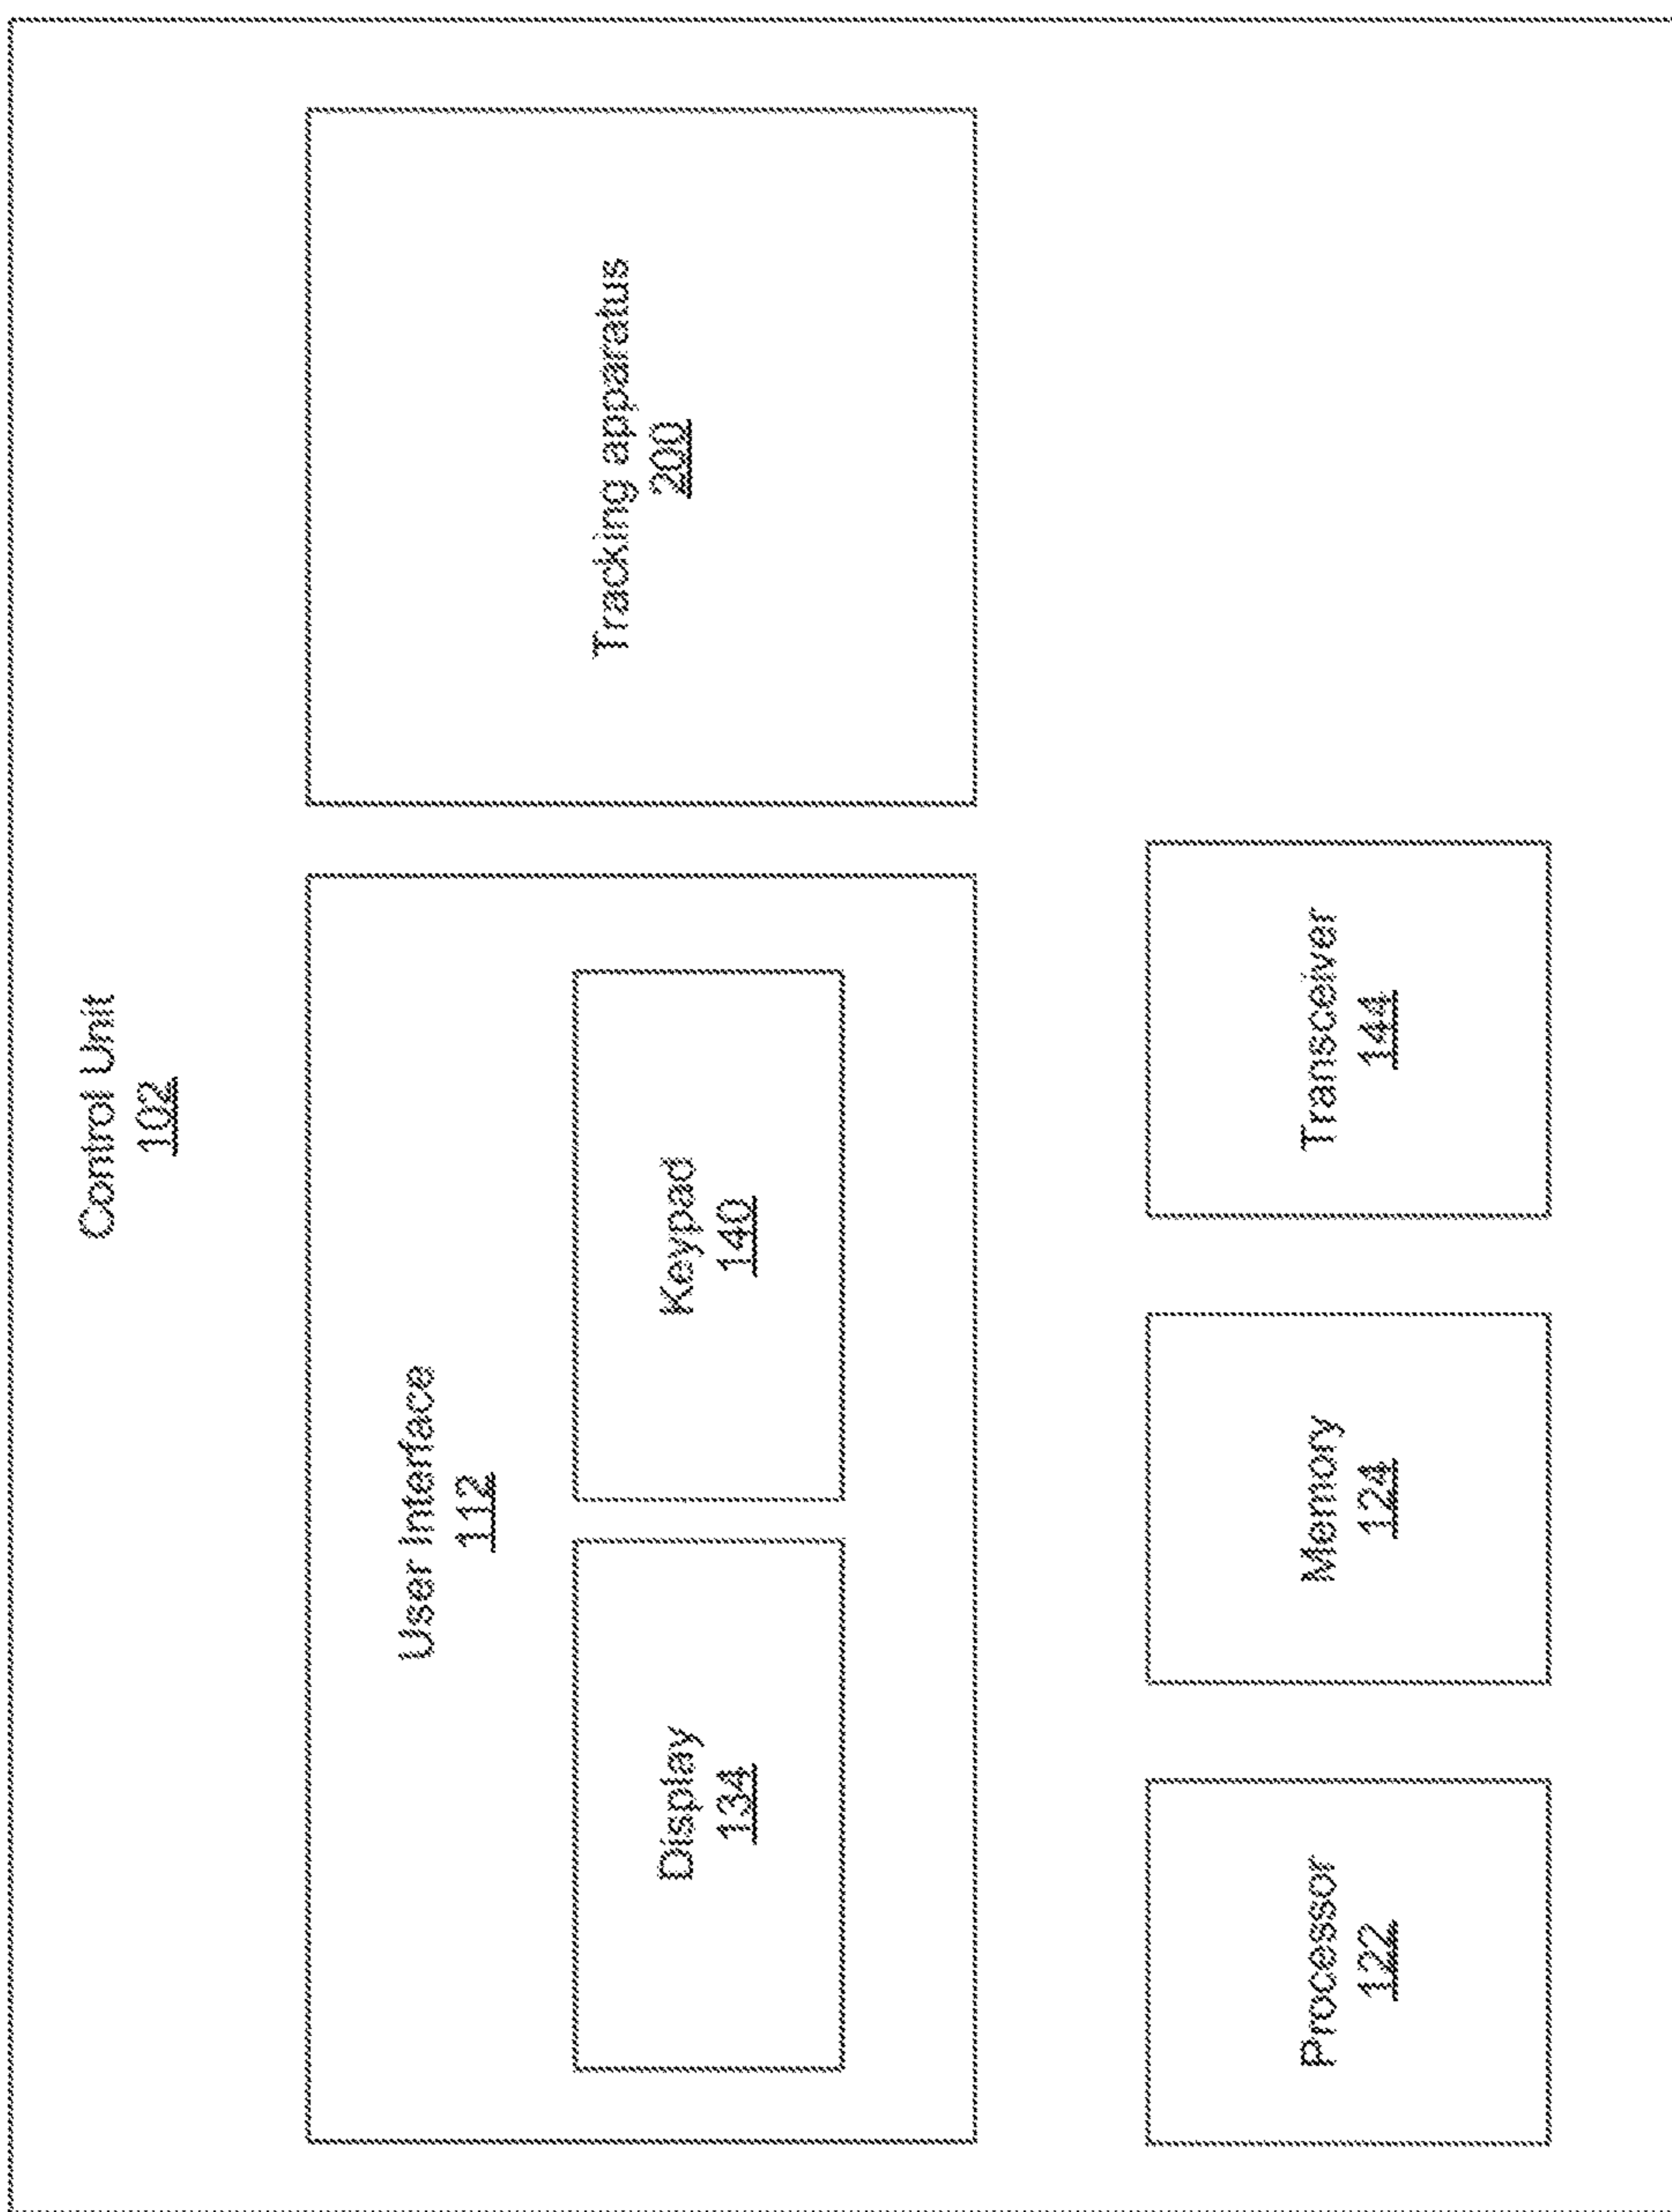 Control Unit
102
User Interface
112
Display
134
Keypad
140
Tracking apparatus
200
Processor
122
Memory
124
Transceiver
144